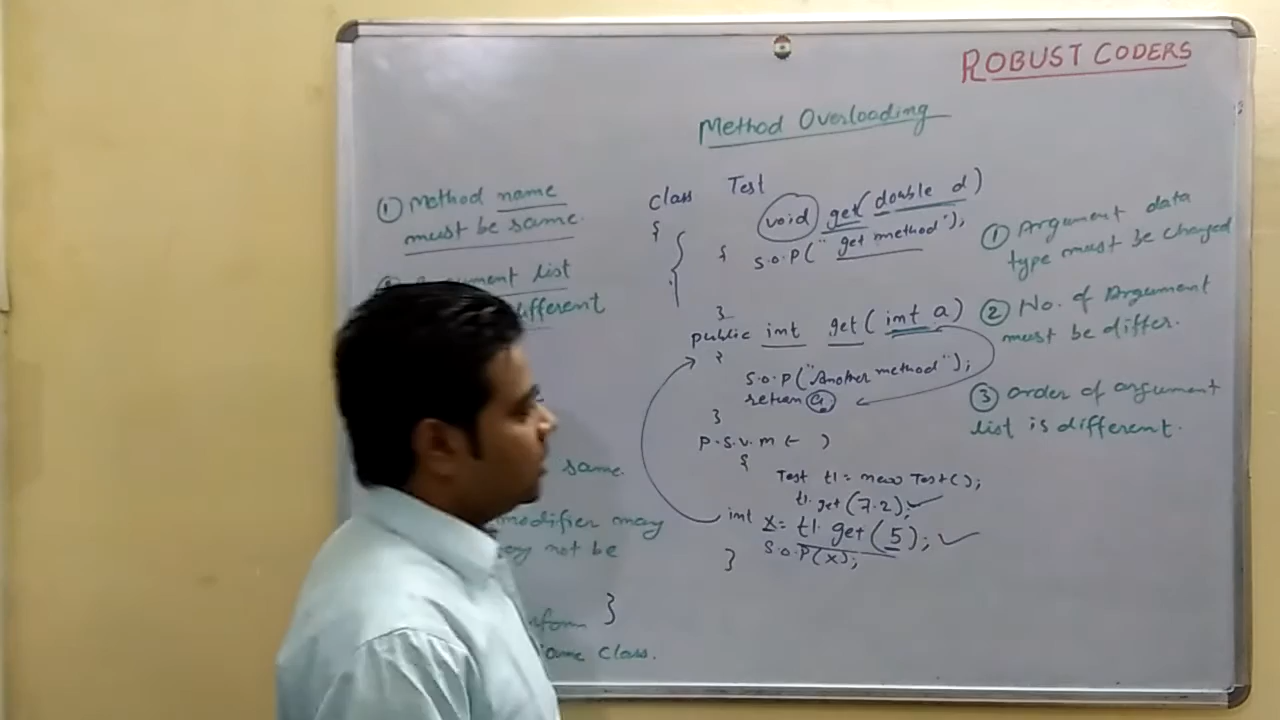 ROBUST CODERS
Method Overloading
① Method name
must be same.
list
class Test
{
void get(double d)
{ S.O.P("get method");
}
public int get(int a)
{
S.O.P("Another method");
return a;
}
P.S.V.M ( )
{
Test t1 = new Test();
t1.get(7.2);
int x = t1.get(5);
S.O.P(x);
}
}
same.
modifier may
not be
same class.
① Argument data
type must be changed
② No. of Argument
must be differ.
③ order of argument
list is different.